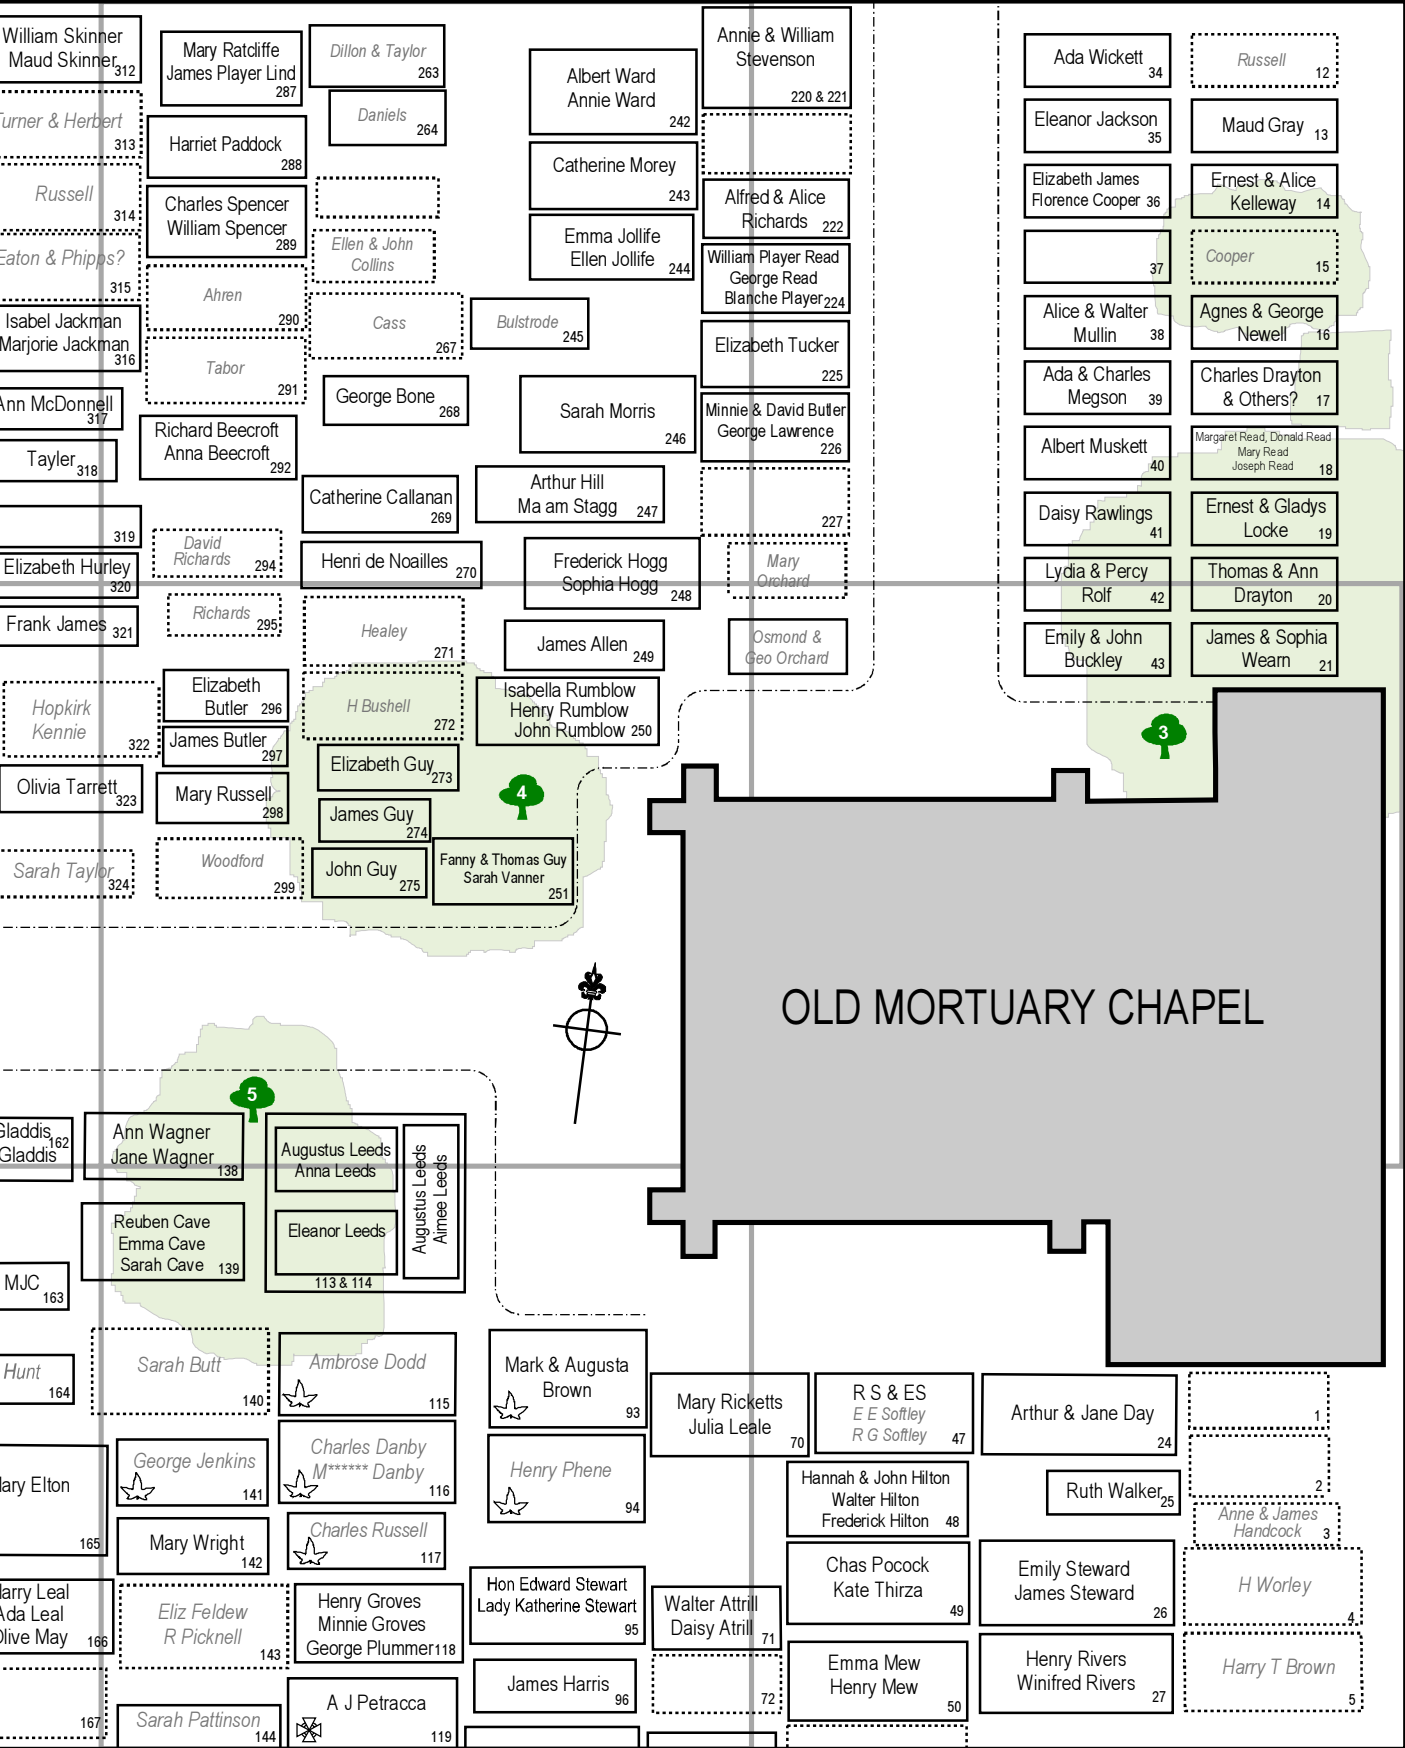 William Skinner
Maud Skinner 312
Turner & Herbert
313
Russell
314
Eaton & Phipps?
315
Isabel Jackman
Marjorie Jackman
316
Ann McDonnell
317
Tayler 318
319
Elizabeth Hurley
320
Frank James 321
Hopkirk
Kennie
322
Olivia Tarrett
323
Sarah Taylor
324
Mary Ratcliffe
James Player Lind
287
Harriet Paddock
288
Charles Spencer
William Spencer
289
Ahren
290
Tabor
291
Richard Beecroft
Anna Beecroft
292
David
Richards 294
Richards
295
Elizabeth
Butler 296
James Butler
297
Mary Russell
298
Woodford
299
Dillon & Taylor
263
Daniels
264
Ellen & John
Collins
Cass
267
George Bone
268
Catherine Callanan
269
Henri de Noailles
270
Healey
271
H Bushell
272
Elizabeth Guy
273
James Guy
274
John Guy
275
Albert Ward
Annie Ward
242
Catherine Morey
243
Emma Jollife
Ellen Jollife 244
Bulstrode
245
Sarah Morris
246
Arthur Hill
Ma am Stagg 247
Frederick Hogg
Sophia Hogg
248
James Allen
249
Isabella Rumblow
Henry Rumblow
John Rumblow 250
4
Fanny & Thomas Guy
Sarah Vanner
251
Annie & William
Stevenson
220 & 221
Alfred & Alice
Richards 222
William Player Read
George Read
Blanche Player 224
Elizabeth Tucker
225
Minnie & David Butler
George Lawrence
226
227
Mary
Orchard
Osmond &
Geo Orchard
Ada Wickett
34
Eleanor Jackson
35
Elizabeth James
Florence Cooper 36
37
Alice & Walter
Mullin 38
Ada & Charles
Megson 39
Albert Muskett
40
Daisy Rawlings
41
Lydia & Percy
Rolf 42
Emily & John
Buckley 43
Russell
12
Maud Gray 13
Ernest & Alice
Kelleway 14
Cooper
15
Agnes & George
Newell 16
Charles Drayton
& Others? 17
Margaret Read, Donald Read
Mary Read
Joseph Read 18
Ernest & Gladys
Locke 19
Thomas & Ann
Drayton 20
James & Sophia
Wearn 21
3
OLD MORTUARY CHAPEL
5
Gladdis 162
Gladdis
MJC
163
Hunt
164
Mary Elton
165
Harry Leal
Ada Leal
Olive May 166
167
Ann Wagner
Jane Wagner
138
Reuben Cave
Emma Cave
Sarah Cave 139
Augustus Leeds
Anna Leeds
Eleanor Leeds
Augustus Leeds
Aimee Leeds
113 & 114
Sarah Butt
140
George Jenkins
141
Mary Wright
142
Eliz Feldew
R Picknell
143
Sarah Pattinson
144
Ambrose Dodd
115
Charles Danby
M****** Danby
116
Charles Russell
117
Henry Groves
Minnie Groves
George Plummer 118
A J Petracca
119
Mark & Augusta
Brown
93
Henry Phene
94
Hon Edward Stewart
Lady Katherine Stewart
95
James Harris
96
Mary Ricketts
Julia Leale
70
Walter Attrill
Daisy Atrill
71
72
R S & ES
E E Softley
R G Softley 47
Hannah & John Hilton
Walter Hilton
Frederick Hilton 48
Chas Pocock
Kate Thirza
49
Emma Mew
Henry Mew
50
Arthur & Jane Day
24
Ruth Walker
25
Emily Steward
James Steward
26
Henry Rivers
Winifred Rivers
27
1
2
Anne & James
Handcock 3
H Worley
4
Harry T Brown
5